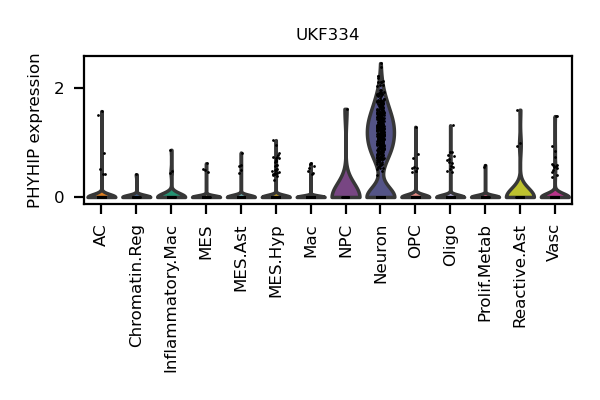 UKF334
PHYHIP expression
2
0
AC
Chromatin.Reg
Inflammatory.Mac
MES
MES.Ast
MES.Hyp
Mac
NPC
Neuron
OPC
Oligo
Prolif.Metab
Reactive.Ast
Vasc